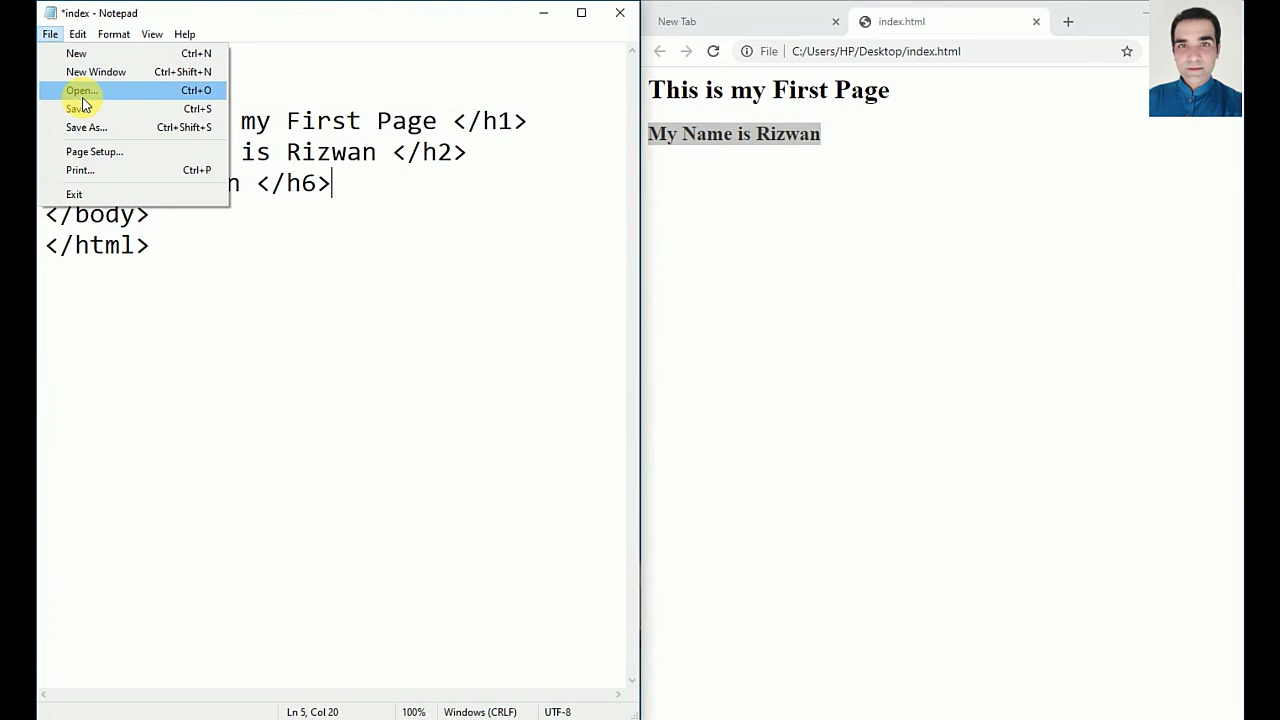 *index - Notepad
File Edit Format View Help
New Ctrl+N
New Window Ctrl+Shift+N
Open... Ctrl+O
Save Ctrl+S
Save As... Ctrl+Shift+S
Page Setup... 
Print... Ctrl+P
Exit
my First Page </h1>
is Rizwan </h2>
n </h6>
</body>
</html>
Ln 5, Col 20 100% Windows (CRLF) UTF-8
New Tab index.html
File C:/Users/HP/Desktop/index.html
This is my First Page
My Name is Rizwan